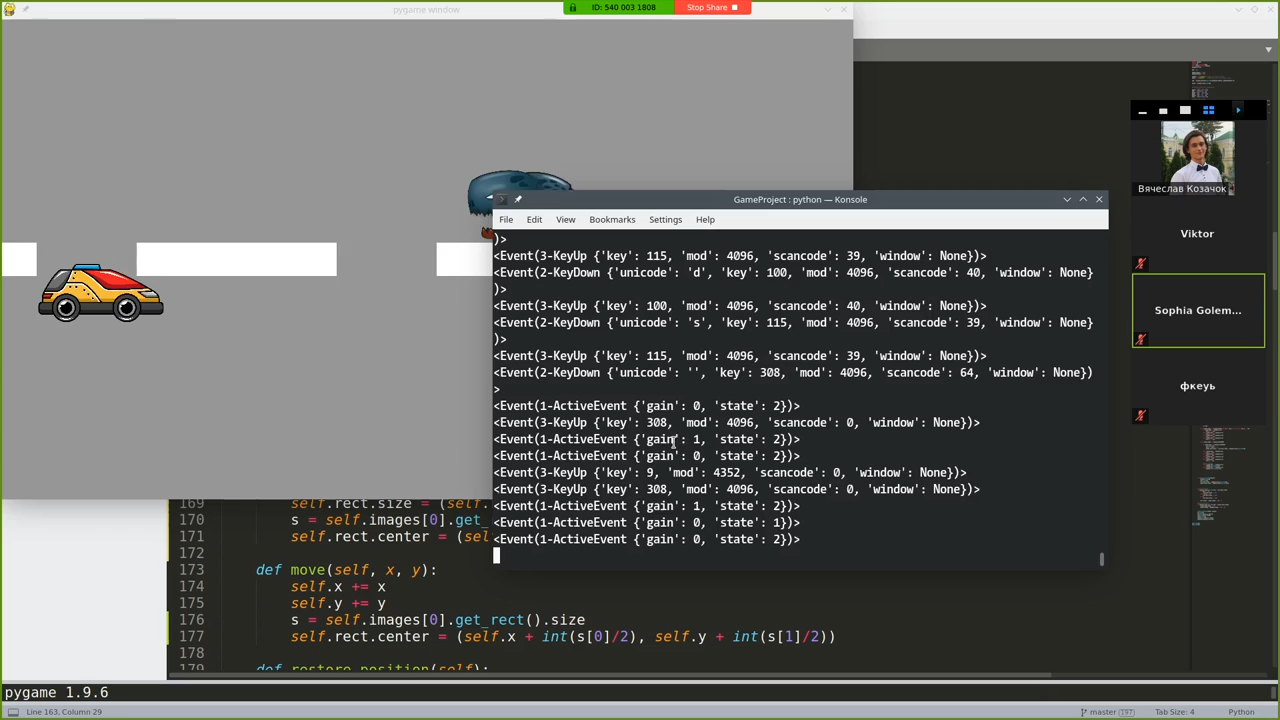 pygame window
ID: 540 003 1808
Stop Share
GameProject : python — Konsole
File Edit View Bookmarks Settings Help
)>
<Event(3-KeyUp {'key': 115, 'mod': 4096, 'scancode': 39, 'window': None})>
<Event(2-KeyDown {'unicode': 'd', 'key': 100, 'mod': 4096, 'scancode': 40, 'window': None}
)>
<Event(3-KeyUp {'key': 100, 'mod': 4096, 'scancode': 40, 'window': None})>
<Event(2-KeyDown {'unicode': 's', 'key': 115, 'mod': 4096, 'scancode': 39, 'window': None}
)>
<Event(3-KeyUp {'key': 115, 'mod': 4096, 'scancode': 39, 'window': None})>
<Event(2-KeyDown {'unicode': '', 'key': 308, 'mod': 4096, 'scancode': 64, 'window': None})
>
<Event(1-ActiveEvent {'gain': 0, 'state': 2})>
<Event(3-KeyUp {'key': 308, 'mod': 4096, 'scancode': 0, 'window': None})>
<Event(1-ActiveEvent {'gain': 1, 'state': 2})>
<Event(1-ActiveEvent {'gain': 0, 'state': 2})>
<Event(3-KeyUp {'key': 9, 'mod': 4352, 'scancode': 0, 'window': None})>
<Event(3-KeyUp {'key': 308, 'mod': 4096, 'scancode': 0, 'window': None})>
<Event(1-ActiveEvent {'gain': 1, 'state': 2})>
<Event(1-ActiveEvent {'gain': 0, 'state': 1})>
<Event(1-ActiveEvent {'gain': 0, 'state': 2})>
Вячеслав Козачок
Viktor
Sophia Golem...
фкеуь
169 self.rect.size = (self.
170 s = self.images[0].get_
171 self.rect.center = (sel
172
173 def move(self, x, y):
174 self.x += x
175 self.y += y
176 s = self.images[0].get_rect().size
177 self.rect.center = (self.x + int(s[0]/2), self.y + int(s[1]/2))
178
179 def restore_position(self):
pygame 1.9.6
Line 163, Column 29
master 197
Tab Size: 4
Python